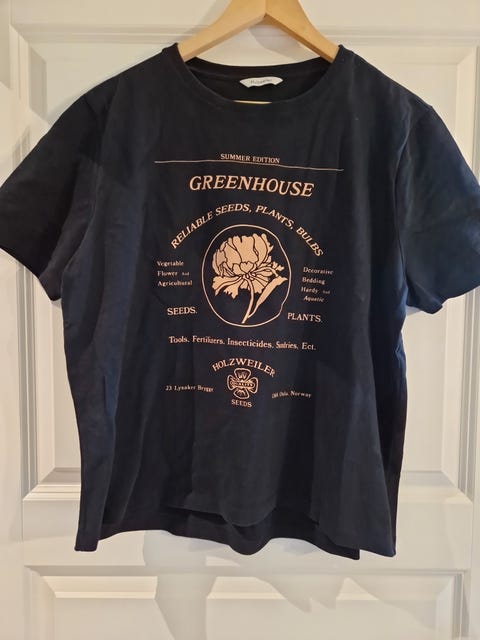 SUMMER EDITION
GREENHOUSE
RELIABLE SEEDS, PLANTS, BULBS
Vegetable
Flower And
Agricultural
SEEDS.
Decorative
Bedding
Hardy And
Aquatic
PLANTS.
Tools, Fertilizers, Insecticides, Ect.
HOLZWEILER
SEEDS
23 Lysaker Brygge
Oslo, Norway